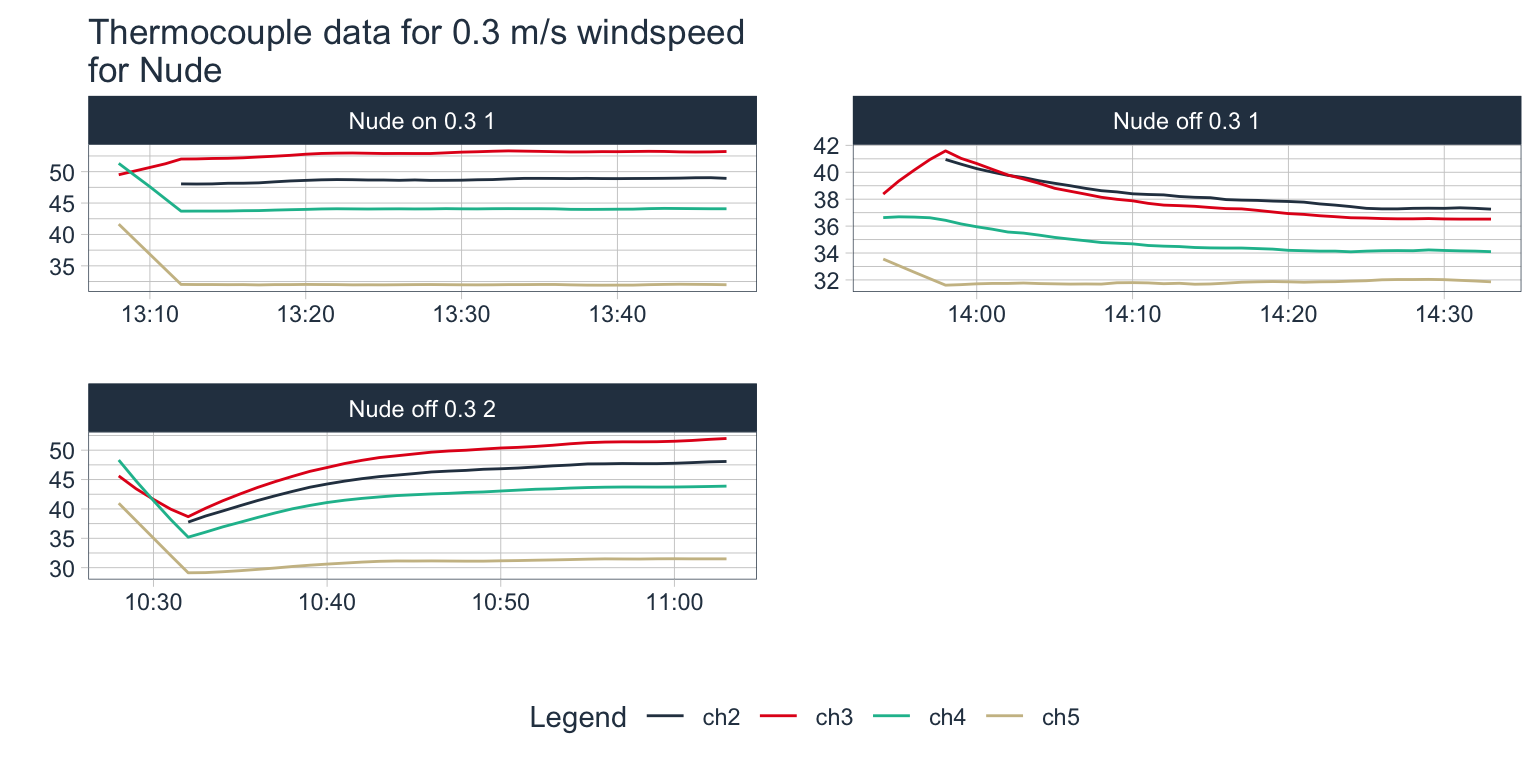 Thermocouple data for 0.3 m/s windspeed
for Nude
Nude on 0.3 1
50
45
40
35
13:10 13:20 13:30 13:40
Nude off 0.3 1
42
40
38
36
34
32
14:00 14:10 14:20 14:30
Nude off 0.3 2
50
45
40
35
30
10:30 10:40 10:50 11:00
Legend ch2 ch3 ch4 ch5